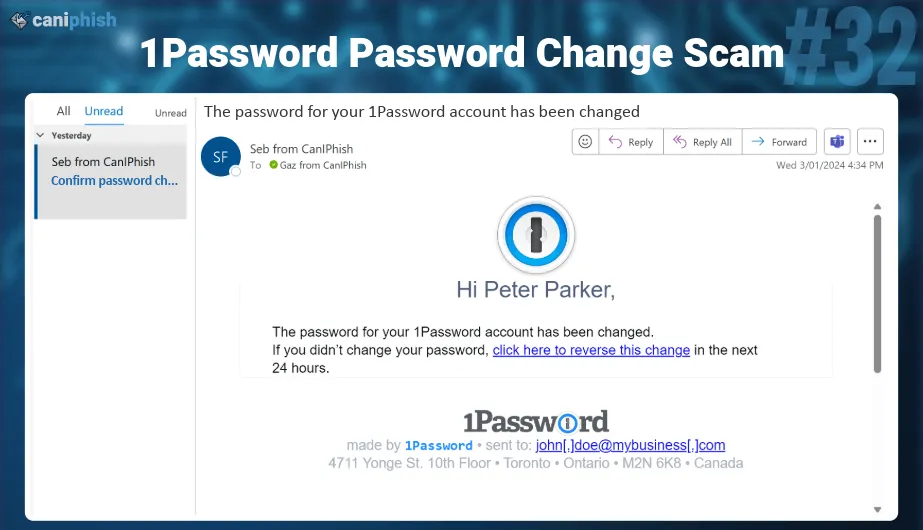 caniphish
#32
1Password Password Change Scam
All Unread Unread
Yesterday
Seb from CanIPhish
Confirm password ch...
The password for your 1Password account has been changed
SF
Seb from CanIPhish
To Gaz from CanIPhish
Reply Reply All Forward
Wed 3/01/2024 4:34 PM
Hi Peter Parker,
The password for your 1Password account has been changed.
If you didn’t change your password, click here to reverse this change in the next
24 hours.
1Password
made by 1Password • sent to: john[.]doe@mybusiness[.]com
4711 Yonge St. 10th Floor • Toronto • Ontario • M2N 6K8 • Canada